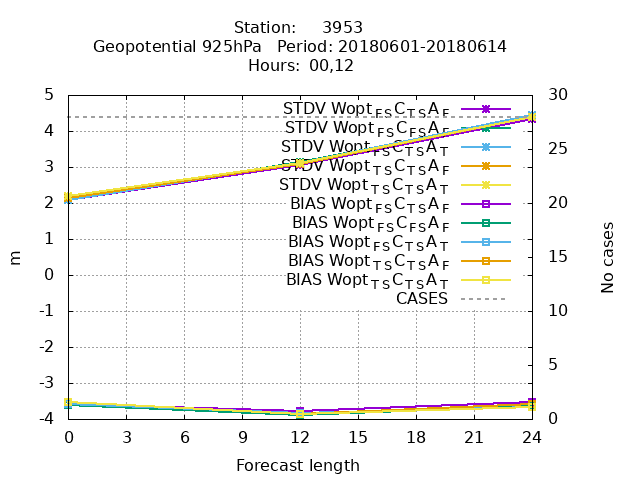 Station: 3953
Geopotential 925hPa Period: 20180601-20180614
Hours: 00,12
5
4
3
2
1
0
-1
-2
-3
-4
m
30
25
20
15
10
5
0
No cases
STDV Wopt_FS C_TS A_F
STDV Wopt_FS C_FS A_F
STDV Wopt_FS C_TS A_T
STDV Wopt_TS C_TS A_F
STDV Wopt_TS C_TS A_T
BIAS Wopt_FS C_TS A_F
BIAS Wopt_FS C_FS A_F
BIAS Wopt_FS C_TS A_T
BIAS Wopt_TS C_TS A_F
BIAS Wopt_TS C_TS A_T
CASES
0 3 6 9 12 15 18 21 24
Forecast length